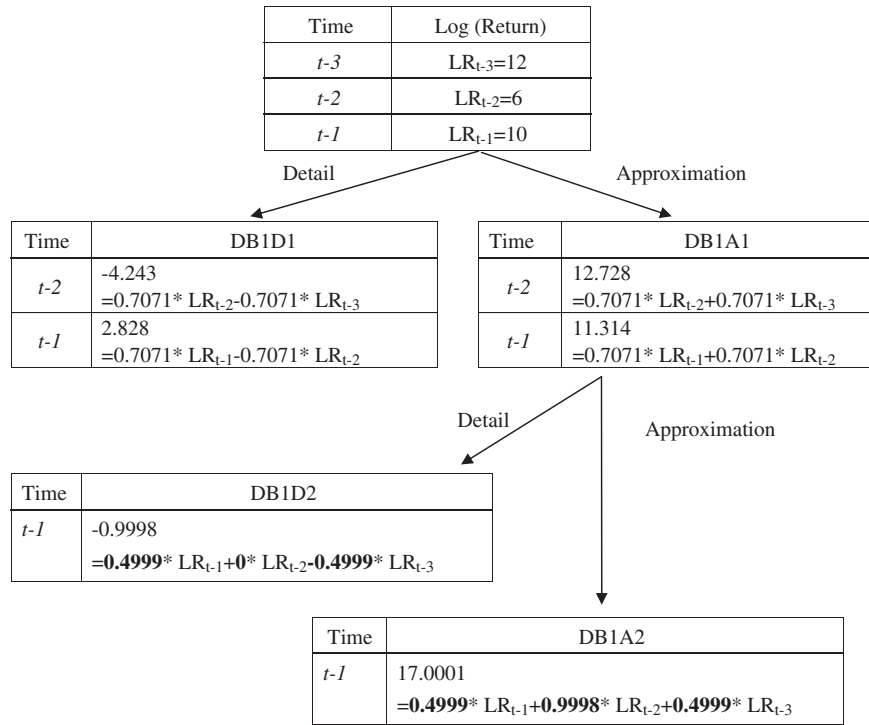 Time Log (Return)
t-3 LRt-3=12
t-2 LRt-2=6
t-1 LRt-1=10
Detail Approximation
Time DB1D1
t-2 -4.243
=0.7071* LRt-2-0.7071* LRt-3
t-1 2.828
=0.7071* LRt-1-0.7071* LRt-2
Time DB1A1
t-2 12.728
=0.7071* LRt-2+0.7071* LRt-3
t-1 11.314
=0.7071* LRt-1+0.7071* LRt-2
Detail Approximation
Time DB1D2
t-1 -0.9998
=0.4999* LRt-1+0* LRt-2-0.4999* LRt-3
Time DB1A2
t-1 17.0001
=0.4999* LRt-1+0.9998* LRt-2+0.4999* LRt-3